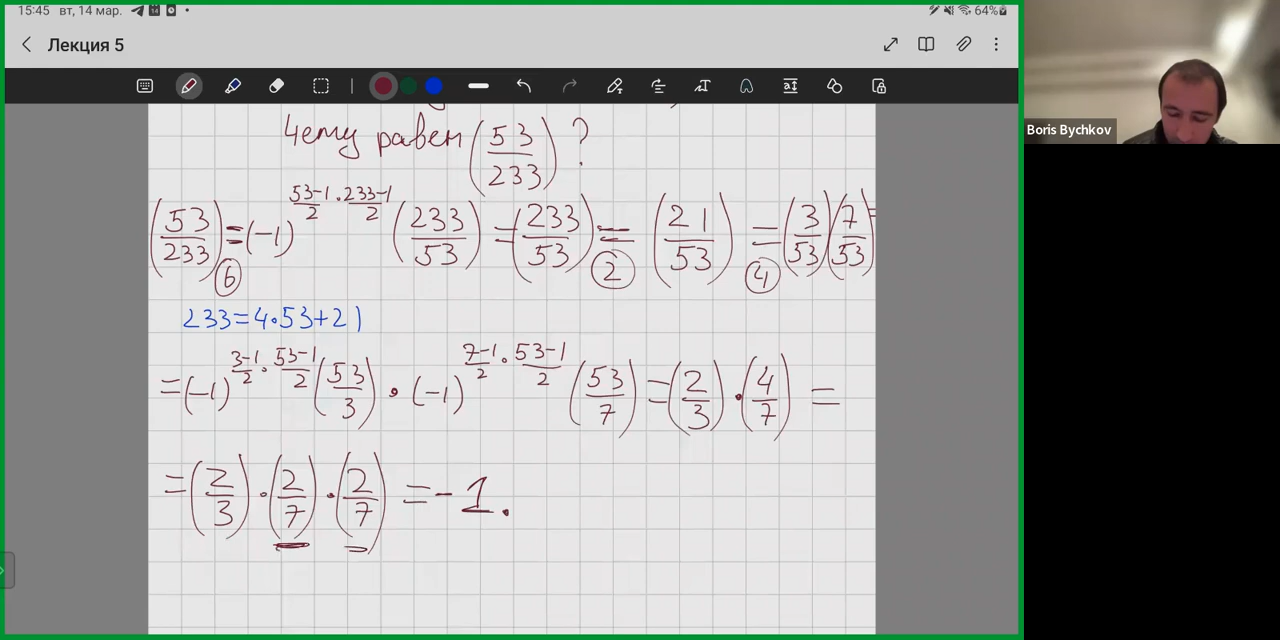 15:45 вт, 14 мар. 14 64%
Лекция 5
Boris Bychkov
Чему равен (53/233) ?
(53/233) =⑥ (-1)^{(53-1)/2 · (233-1)/2} (233/53) = (233/53) =② (21/53) =④ (3/53)(7/53) =
233=4·53+21
= (-1)^{(3-1)/2 · (53-1)/2} (53/3) · (-1)^{(7-1)/2 · (53-1)/2} (53/7) = (2/3) · (4/7) =
= (2/3) · (2/7) · (2/7) = -1.